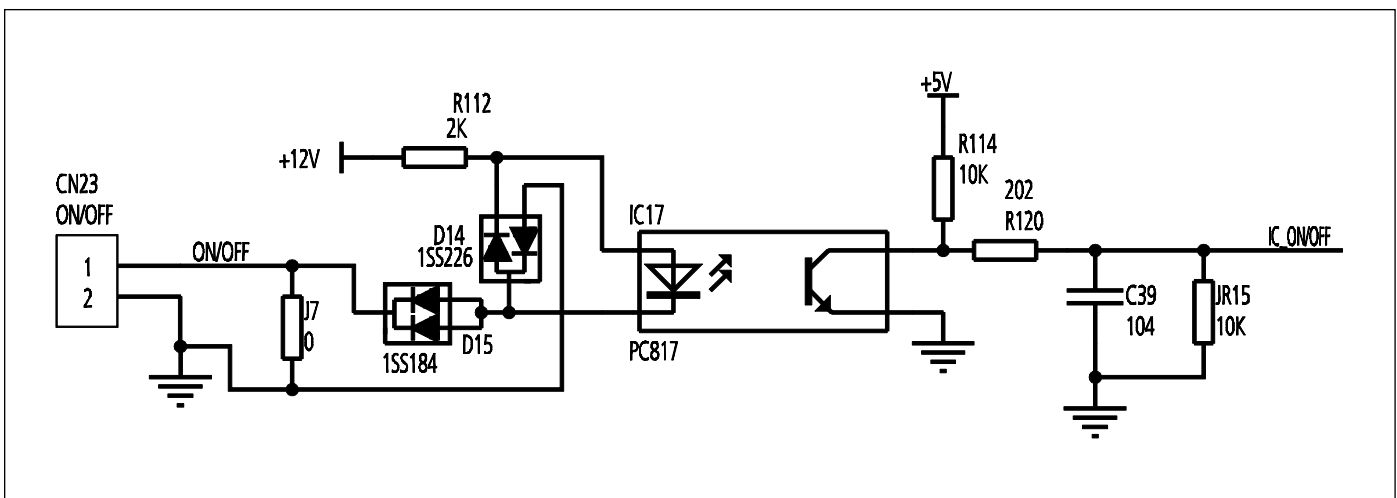 CN23
ON/OFF
1
2
ON/OFF
J7
0
+12V
R112
2K
D14
1SS226
1SS184
D15
IC17
PC817
+5V
R114
10K
202
R120
IC_ON/OFF
C39
104
JR15
10K